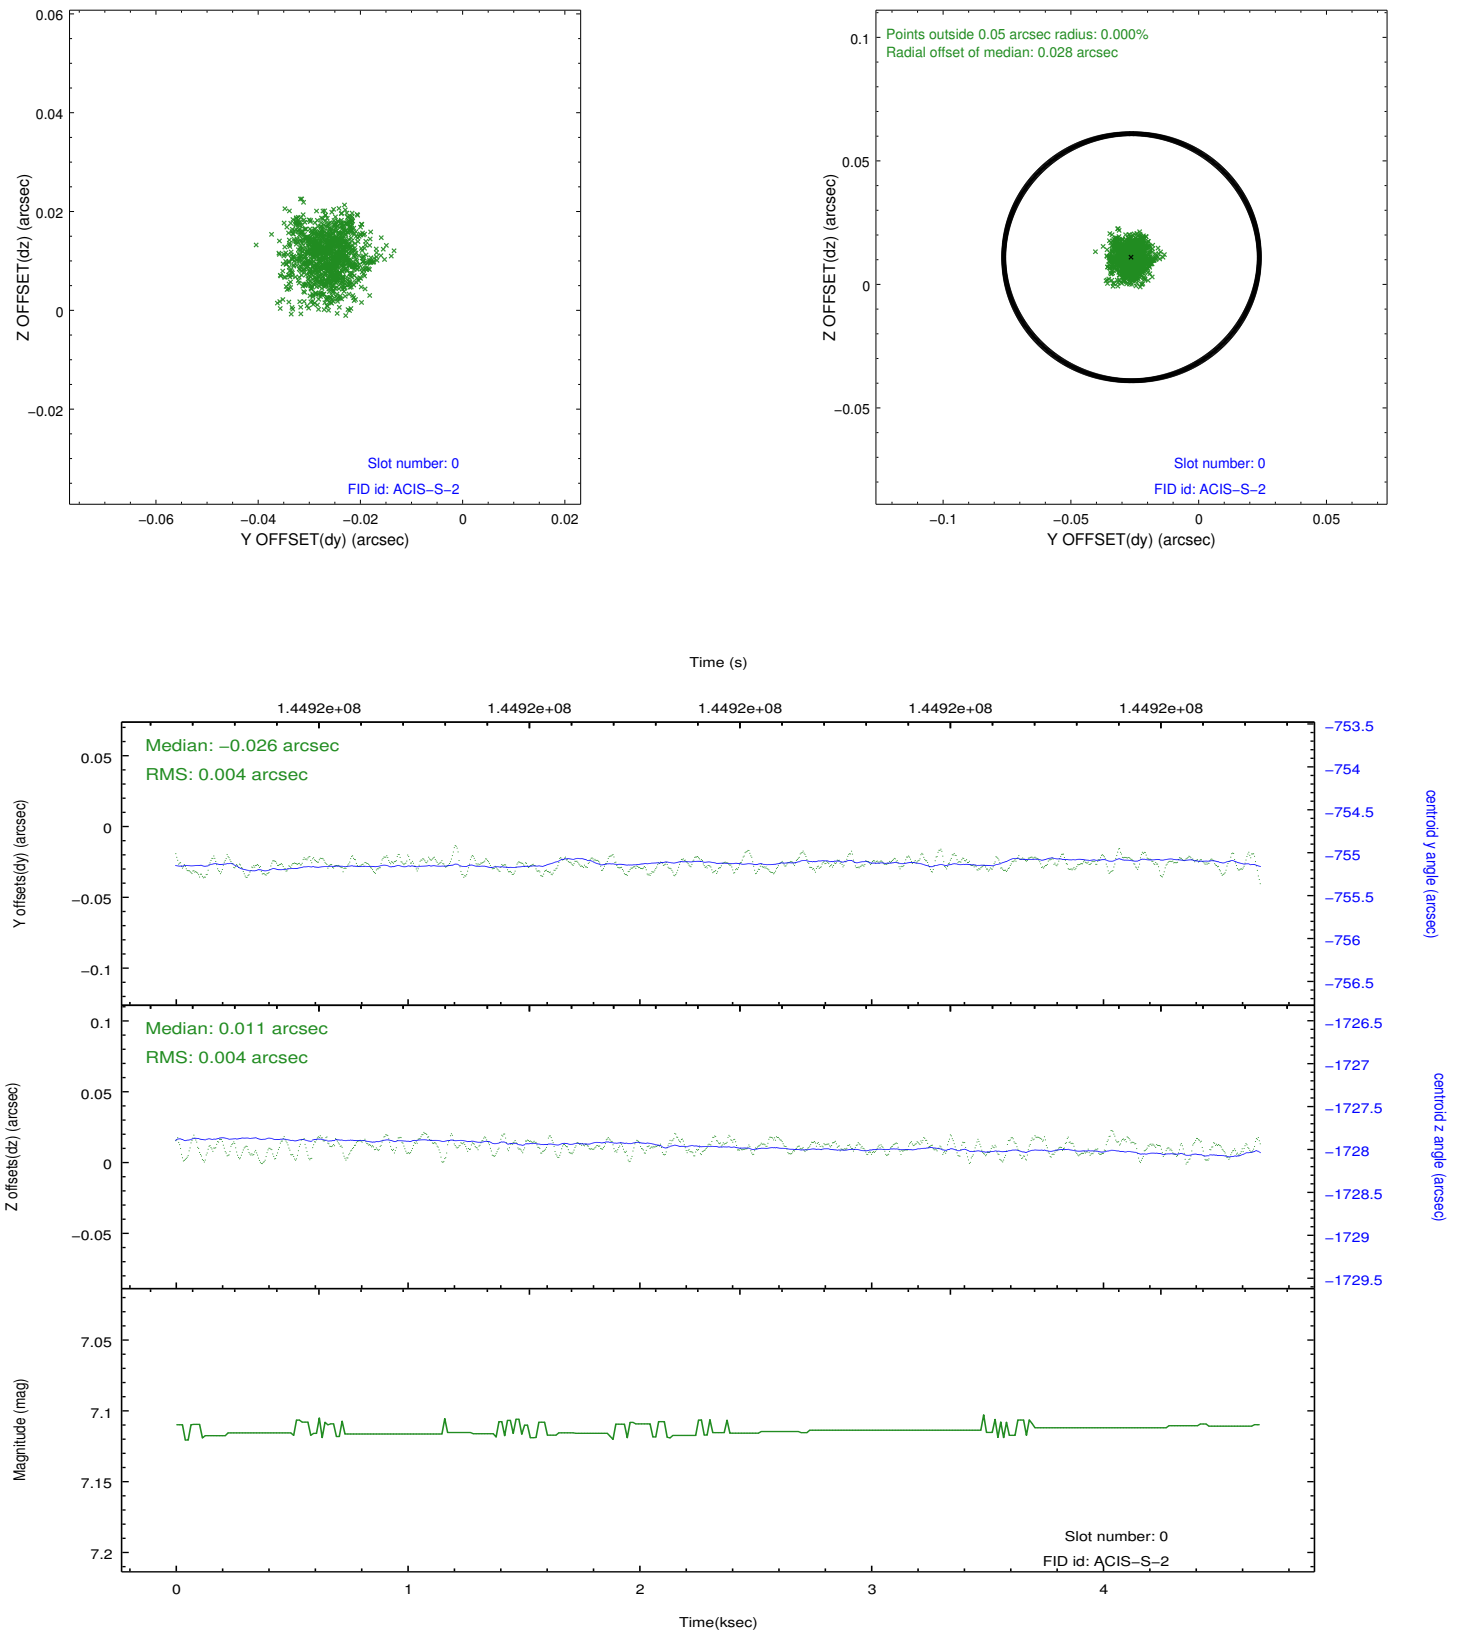 0.06
0.04
0.02
0
−0.02
Z OFFSET(dz) (arcsec)
Slot number: 0
FID id: ACIS−S−2
−0.06
−0.04
−0.02
0
0.02
Y OFFSET(dy) (arcsec)
Points outside 0.05 arcsec radius: 0.000%
Radial offset of median: 0.028 arcsec
0.1
0.05
0
−0.05
Z OFFSET(dz) (arcsec)
Slot number: 0
FID id: ACIS−S−2
−0.1
−0.05
0
0.05
Y OFFSET(dy) (arcsec)
Time (s)
1.4492e+08
1.4492e+08
1.4492e+08
1.4492e+08
1.4492e+08
Median: −0.026 arcsec
RMS: 0.004 arcsec
0.05
0
−0.05
−0.1
Y offsets(dy) (arcsec)
−753.5
−754
−754.5
−755
−755.5
−756
−756.5
centroid y angle (arcsec)
Median: 0.011 arcsec
RMS: 0.004 arcsec
0.1
0.05
0
−0.05
Z offsets(dz) (arcsec)
−1726.5
−1727
−1727.5
−1728
−1728.5
−1729
−1729.5
centroid z angle (arcsec)
7.05
7.1
7.15
7.2
Magnitude (mag)
Slot number: 0
FID id: ACIS−S−2
0
1
2
3
4
Time(ksec)